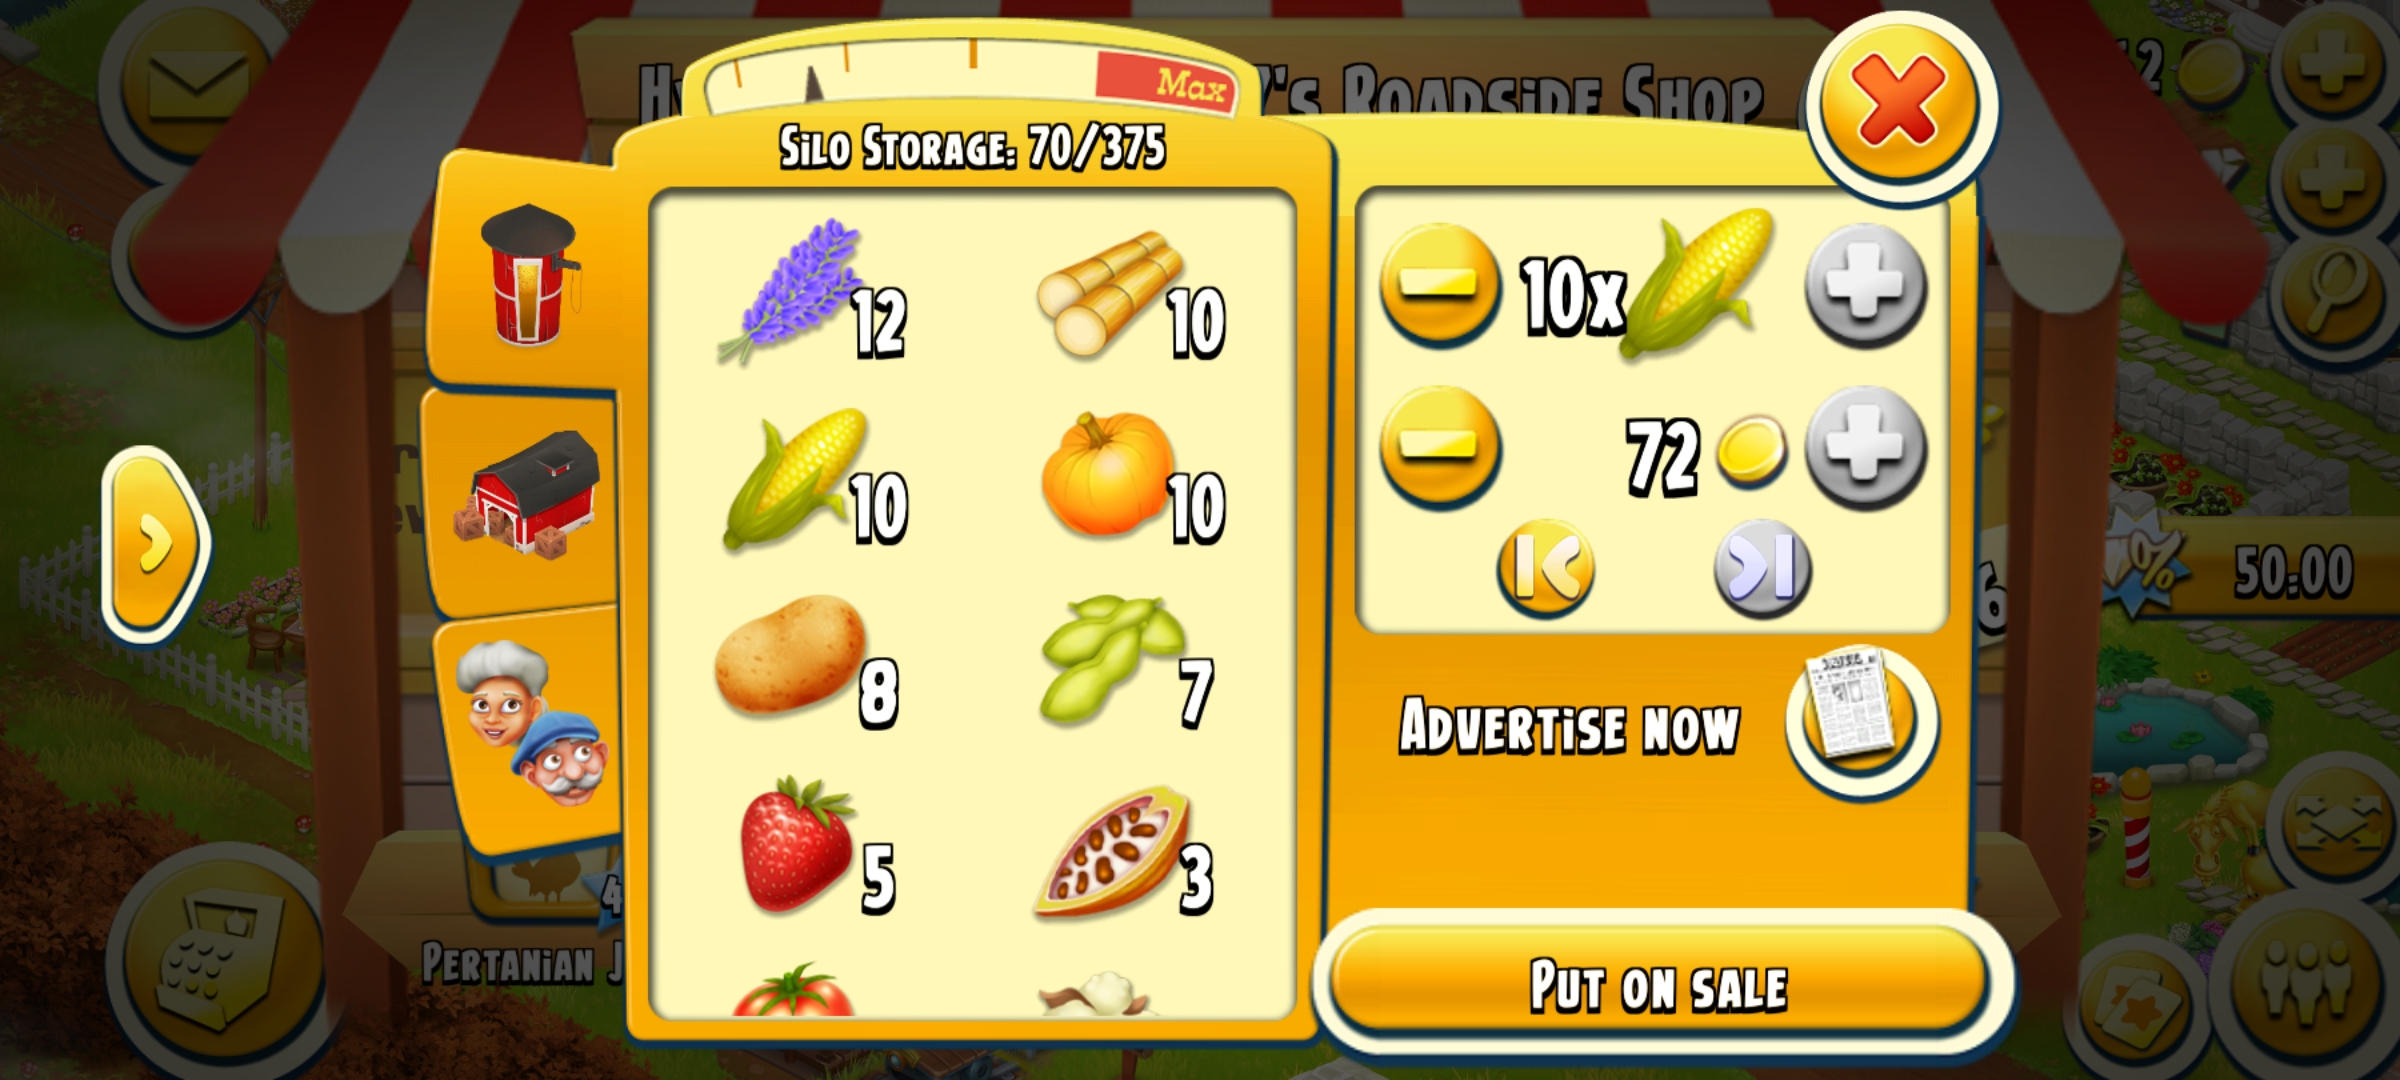 's Roadside Shop
Max
Silo Storage: 70/375
12
10
10
10
8
7
5
3
10x
72
Advertise now
Put on sale
50:00
Pertanian